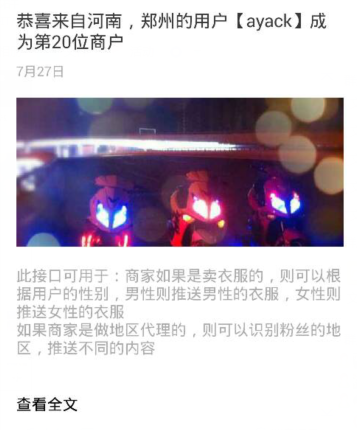 恭喜来自河南，郑州的用户【ayack】成
为第20位商户
7月27日
此接口可用于：商家如果是卖衣服的，则可以根
据用户的性别，男性则推送男性的衣服，女性则
推送女性的衣服
如果商家是做地区代理的，则可以识别粉丝的地
区，推送不同的内容
查看全文